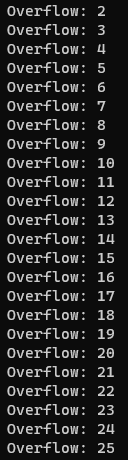 Overflow: 2
Overflow: 3
Overflow: 4
Overflow: 5
Overflow: 6
Overflow: 7
Overflow: 8
Overflow: 9
Overflow: 10
Overflow: 11
Overflow: 12
Overflow: 13
Overflow: 14
Overflow: 15
Overflow: 16
Overflow: 17
Overflow: 18
Overflow: 19
Overflow: 20
Overflow: 21
Overflow: 22
Overflow: 23
Overflow: 24
Overflow: 25